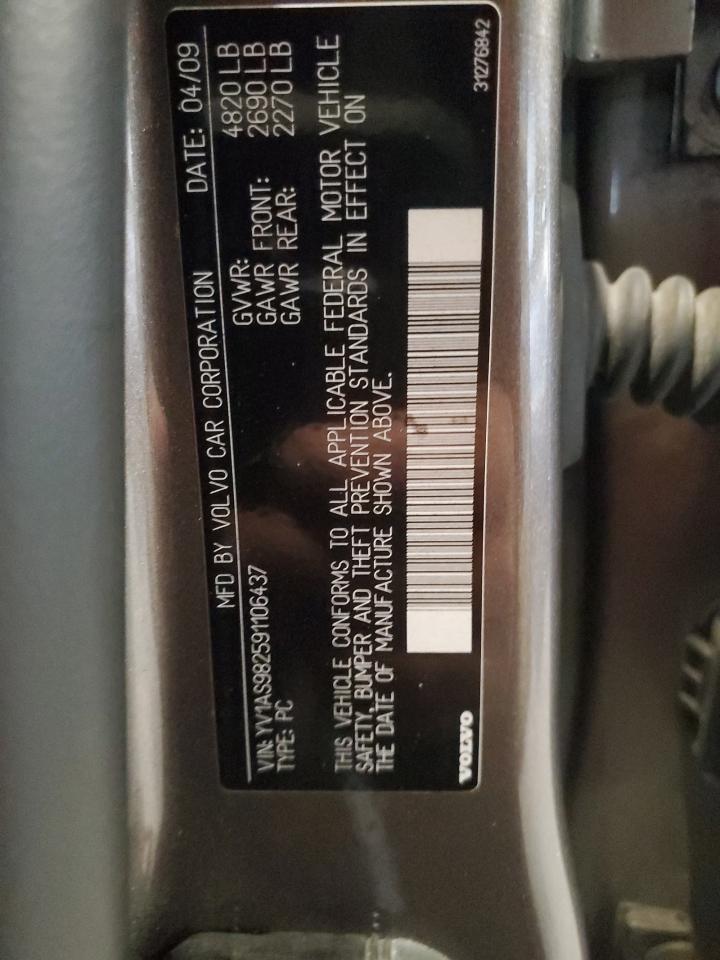 MFD BY VOLVO CAR CORPORATION DATE: 04/09
GVWR: 4820 LB
GAWR FRONT: 2690 LB
GAWR REAR: 2270 LB
VIN: YV1AS982591106437
TYPE: PC
THIS VEHICLE CONFORMS TO ALL APPLICABLE FEDERAL MOTOR VEHICLE
SAFETY, BUMPER AND THEFT PREVENTION STANDARDS IN EFFECT ON
THE DATE OF MANUFACTURE SHOWN ABOVE.
VOLVO
31276842